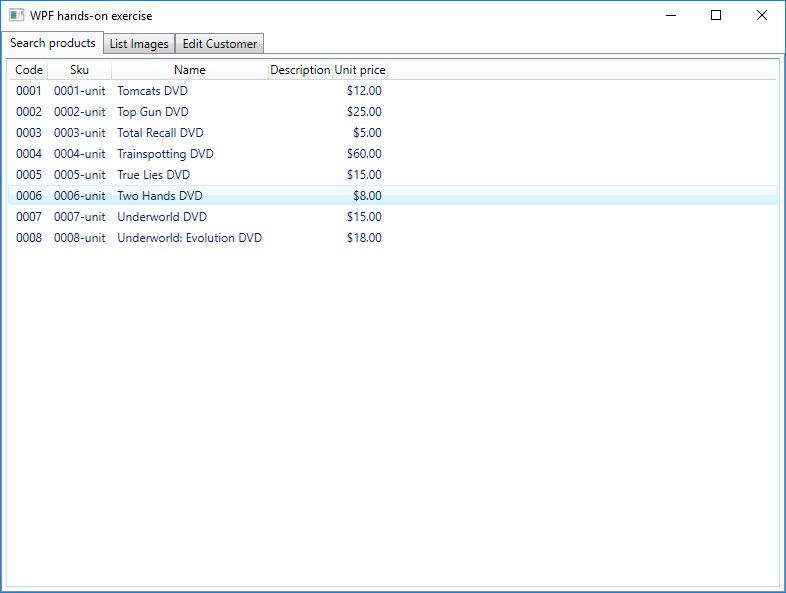 WPF hands-on exercise
Search products List Images Edit Customer
Code Sku Name Description Unit price
0001 0001-unit Tomcats DVD $12.00
0002 0002-unit Top Gun DVD $25.00
0003 0003-unit Total Recall DVD $5.00
0004 0004-unit Trainspotting DVD $60.00
0005 0005-unit True Lies DVD $15.00
0006 0006-unit Two Hands DVD $8.00
0007 0007-unit Underworld DVD $15.00
0008 0008-unit Underworld: Evolution DVD $18.00